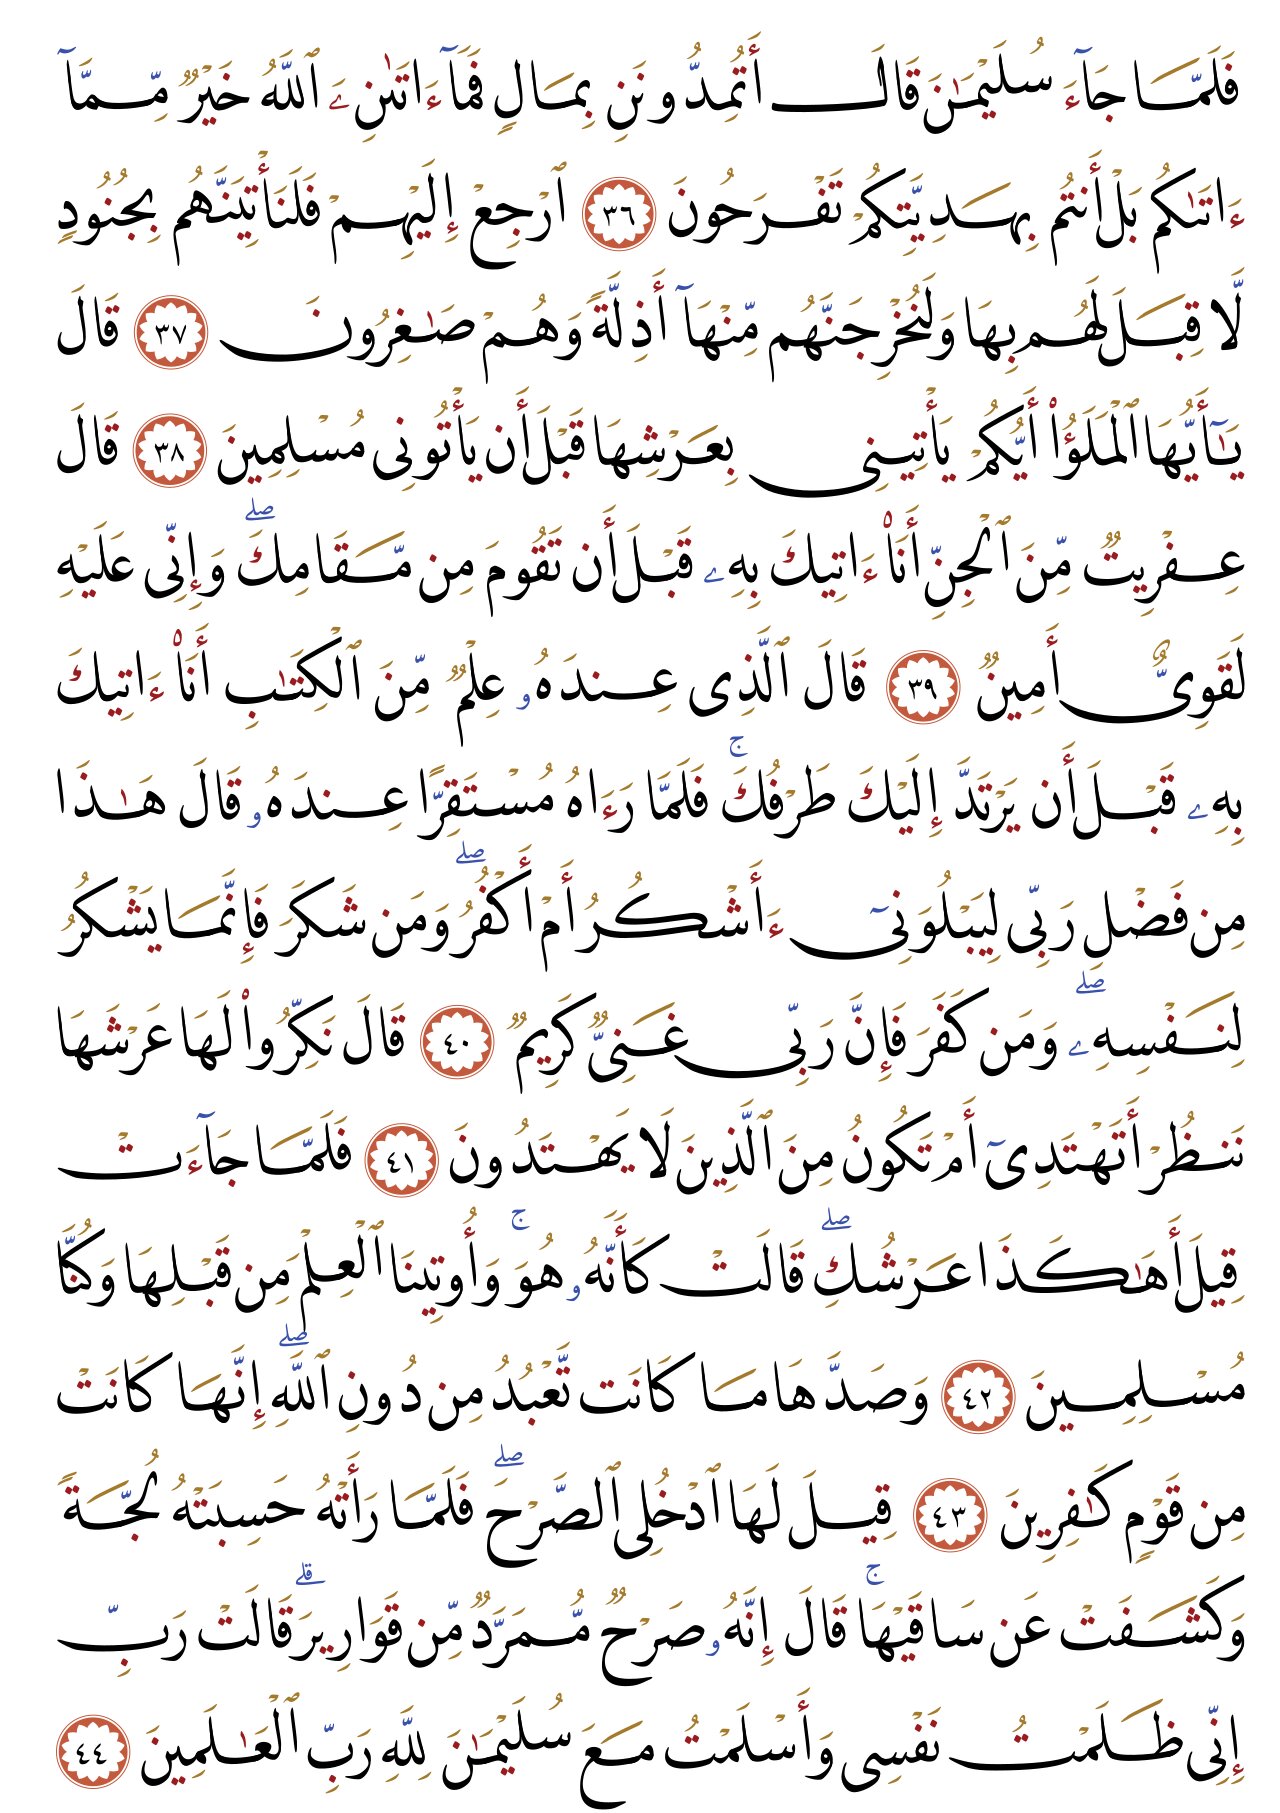 فَلَمَّا جَآءَ سُلَيْمَـٰنَ قَالَ أَتُمِدُّونَنِ بِمَالٍ فَمَآ ءَاتَىٰنِۦَ ٱللَّهُ خَيْرٌ مِّمَّآ
ءَاتَىٰكُم بَلْ أَنتُم بِهَدِيَّتِكُمْ تَفْرَحُونَ ٣٦ ٱرْجِعْ إِلَيْهِمْ فَلَنَأْتِيَنَّهُم بِجُنُودٍ
لَّا قِبَلَ لَهُم بِهَا وَلَنُخْرِجَنَّهُم مِّنْهَآ أَذِلَّةً وَهُمْ صَـٰغِرُونَ ٣٧ قَالَ
يَـٰٓأَيُّهَا ٱلْمَلَؤُا۟ أَيُّكُمْ يَأْتِينِى بِعَرْشِهَا قَبْلَ أَن يَأْتُونِى مُسْلِمِينَ ٣٨ قَالَ
عِفْرِيتٌ مِّنَ ٱلْجِنِّ أَنَا۠ ءَاتِيكَ بِهِۦ قَبْلَ أَن تَقُومَ مِن مَّقَامِكَ ۖ وَإِنِّى عَلَيْهِ
لَقَوِىٌّ أَمِينٌ ٣٩ قَالَ ٱلَّذِى عِندَهُۥ عِلْمٌ مِّنَ ٱلْكِتَـٰبِ أَنَا۠ ءَاتِيكَ
بِهِۦ قَبْلَ أَن يَرْتَدَّ إِلَيْكَ طَرْفُكَ ۚ فَلَمَّا رَءَاهُ مُسْتَقِرًّا عِندَهُۥ قَالَ هَـٰذَا
مِن فَضْلِ رَبِّى لِيَبْلُوَنِىٓ ءَأَشْكُرُ أَمْ أَكْفُرُ ۖ وَمَن شَكَرَ فَإِنَّمَا يَشْكُرُ
لِنَفْسِهِۦ ۖ وَمَن كَفَرَ فَإِنَّ رَبِّى غَنِىٌّ كَرِيمٌ ٤٠ قَالَ نَكِّرُوا۟ لَهَا عَرْشَهَا
نَنظُرْ أَتَهْتَدِىٓ أَمْ تَكُونُ مِنَ ٱلَّذِينَ لَا يَهْتَدُونَ ٤١ فَلَمَّا جَآءَتْ
قِيلَ أَهَـٰكَذَا عَرْشُكِ ۖ قَالَتْ كَأَنَّهُۥ هُوَ ۚ وَأُوتِينَا ٱلْعِلْمَ مِن قَبْلِهَا وَكُنَّا
مُسْلِمِينَ ٤٢ وَصَدَّهَا مَا كَانَت تَّعْبُدُ مِن دُونِ ٱللَّهِ ۖ إِنَّهَا كَانَتْ
مِن قَوْمٍ كَـٰفِرِينَ ٤٣ قِيلَ لَهَا ٱدْخُلِى ٱلصَّرْحَ ۖ فَلَمَّا رَأَتْهُ حَسِبَتْهُ لُجَّةً
وَكَشَفَتْ عَن سَاقَيْهَا ۚ قَالَ إِنَّهُۥ صَرْحٌ مُّمَرَّدٌ مِّن قَوَارِيرَ ۗ قَالَتْ رَبِّ
إِنِّى ظَلَمْتُ نَفْسِى وَأَسْلَمْتُ مَعَ سُلَيْمَـٰنَ لِلَّهِ رَبِّ ٱلْعَـٰلَمِينَ ٤٤